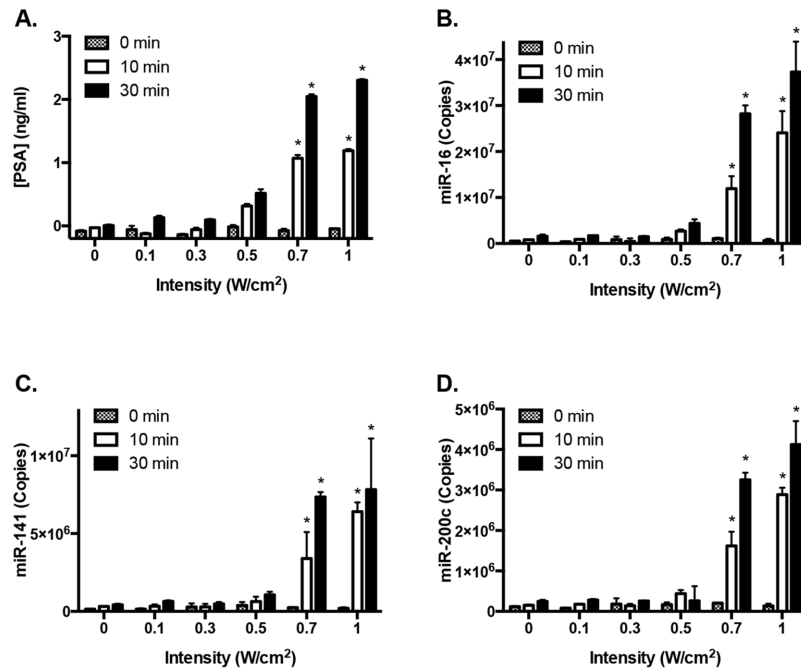 A.
0 min
10 min
30 min
[PSA] (ng/ml)
3
2
1
0
* * * *
0 0.1 0.3 0.5 0.7 1
Intensity (W/cm²)
B.
0 min
10 min
30 min
miR-16 (Copies)
4×10⁷
3×10⁷
2×10⁷
1×10⁷
0
* * * *
0 0.1 0.3 0.5 0.7 1
Intensity (W/cm²)
C.
0 min
10 min
30 min
miR-141 (Copies)
1×10⁷
5×10⁶
0
* * * *
0 0.1 0.3 0.5 0.7 1
Intensity (W/cm²)
D.
0 min
10 min
30 min
miR-200c (Copies)
5×10⁶
4×10⁶
3×10⁶
2×10⁶
1×10⁶
0
* * * *
0 0.1 0.3 0.5 0.7 1
Intensity (W/cm²)